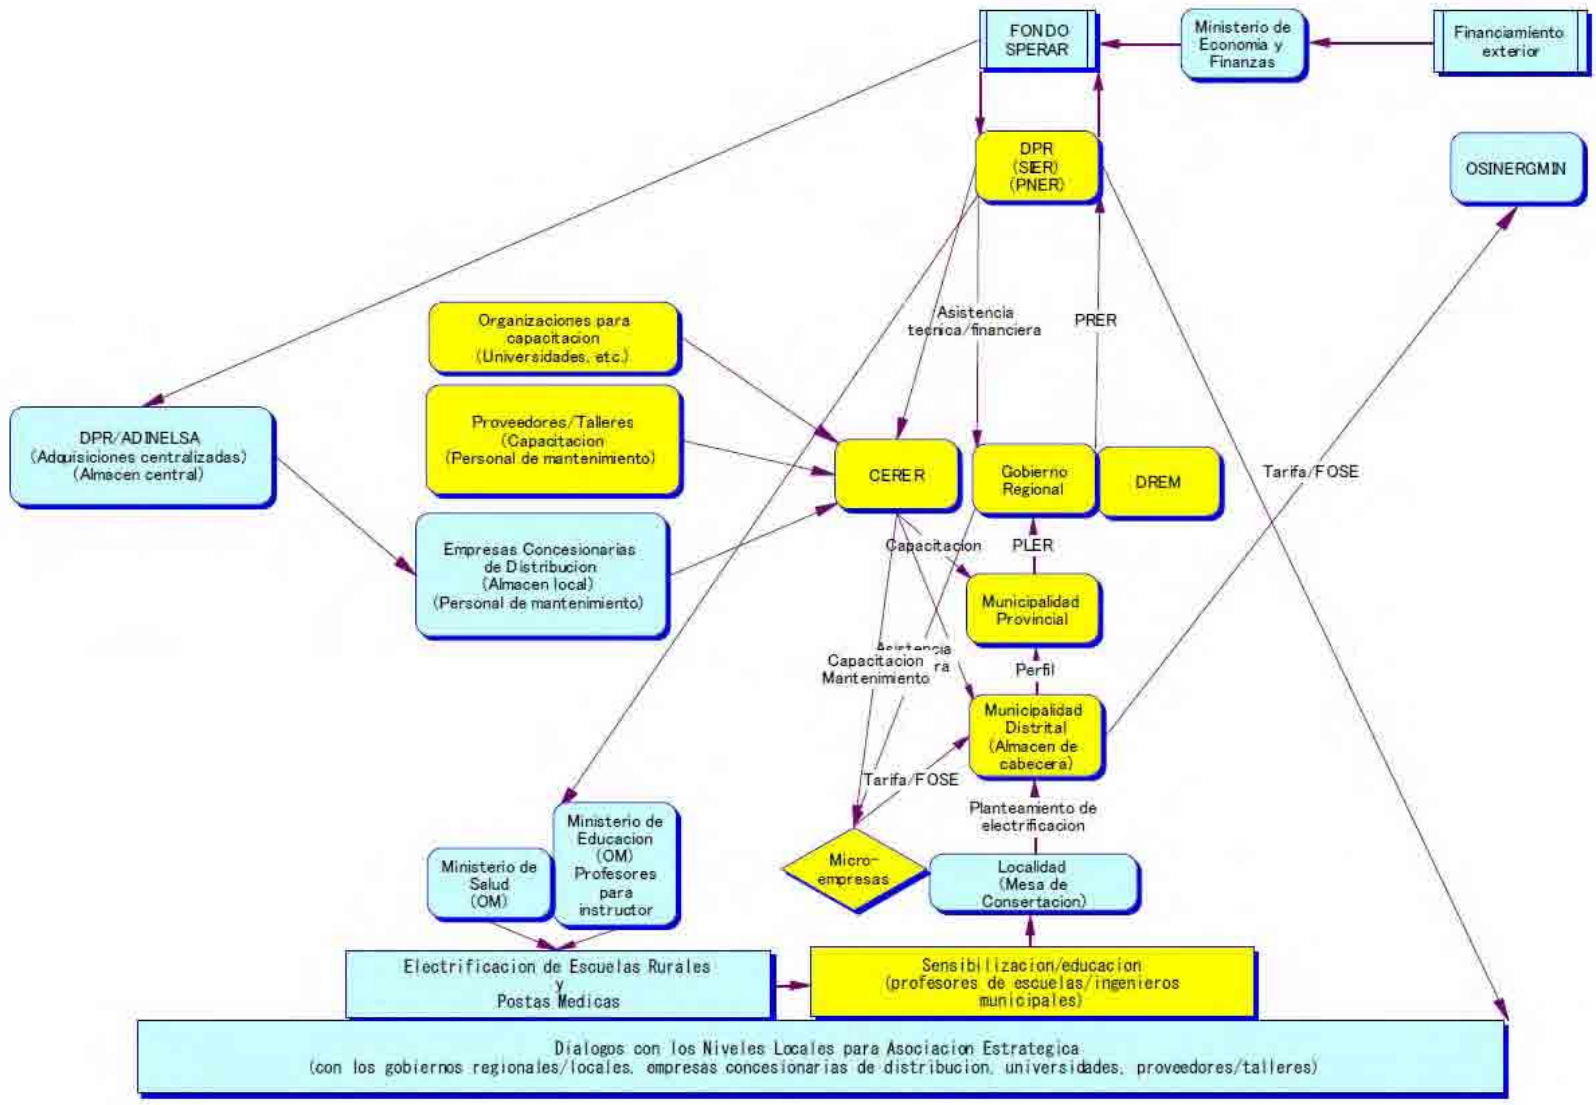 FONDO
SPERAR
Ministerio de
Economia y
Finanzas
Financiamiento
exterior
DPR
(SIER)
(PNER)
OSINERGMIN
Organizaciones para
capacitacion
(Universidades, etc.)
Asistencia
tecnica/financiera
PRER
Proveedores/Talleres
(Capacitacion
(Personal de mantenimiento)
DPR/ADINELSA
(Adquisiciones centralizadas)
(Almacen central)
CERER
Gobierno
Regional
DREM
Tarifa/FOSE
Empresas Concesionarias
de Distribucion
(Almacen local)
(Personal de mantenimiento)
Capacitacion
PLER
Municipalidad
Provincial
Asistencia
ra
Capacitacion
Mantenimiento
Perfil
Municipalidad
Distrital
(Almacen de
cabecera)
Tarifa/FOSE
Planteamiento de
electrificacion
Ministerio de
Educacion
(OM)
Profesores
para
instructor
Ministerio de
Salud
(OM)
Micro-
empresas
Localidad
(Mesa de
Consertacion)
Electrificacion de Escuelas Rurales
y
Postas Medicas
Sensibilizacion/educacion
(profesores de escuelas/ingenieros
municipales)
Dialogos con los Niveles Locales para Asociacion Estrategica
(con los gobiernos regionales/locales, empresas concesionarias de distribucion, universidades, proveedores/talleres)